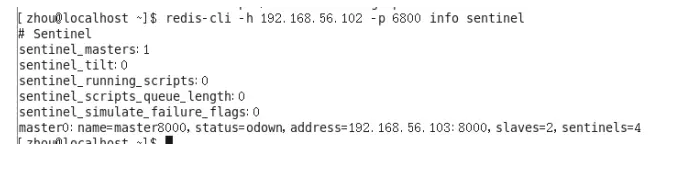 [zhou@localhost ~]$ redis-cli -h 192.168.56.102 -p 6800 info sentinel
# Sentinel
sentinel_masters:1
sentinel_tilt:0
sentinel_running_scripts:0
sentinel_scripts_queue_length:0
sentinel_simulate_failure_flags:0
master0:name=master8000,status=odown,address=192.168.56.103:8000,slaves=2,sentinels=4
[zhou@localhost ~]$